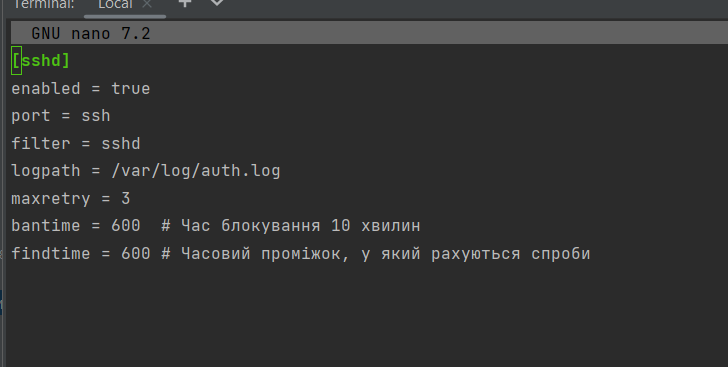 Terminal: Local × + ⌄
GNU nano 7.2
[sshd]
enabled = true
port = ssh
filter = sshd
logpath = /var/log/auth.log
maxretry = 3
bantime = 600  # Час блокування 10 хвилин
findtime = 600 # Часовий проміжок, у який рахуються спроби